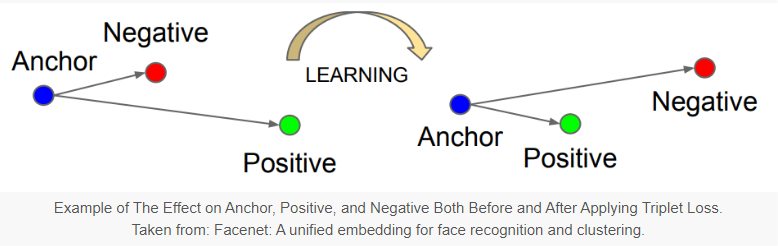 Negative
Anchor
Positive
LEARNING
Negative
Anchor
Positive
Example of The Effect on Anchor, Positive, and Negative Both Before and After Applying Triplet Loss.
Taken from: Facenet: A unified embedding for face recognition and clustering.